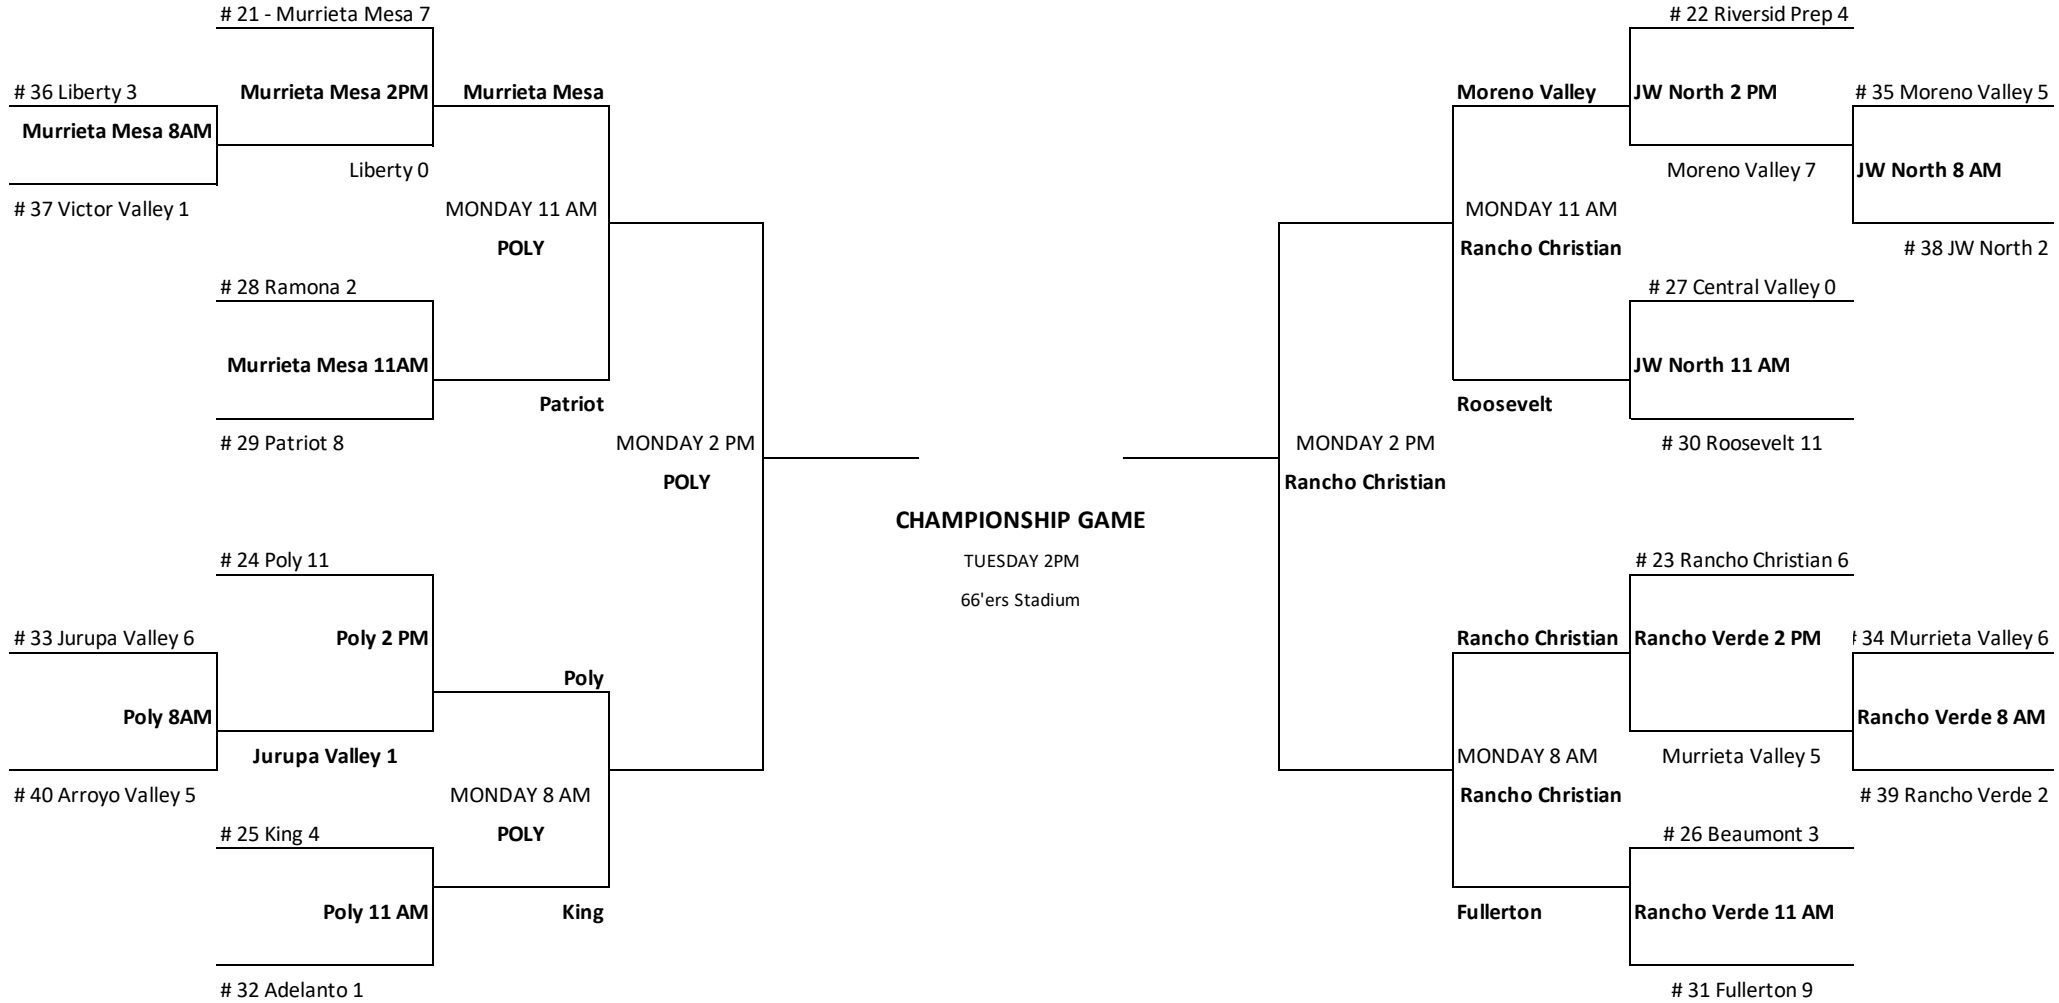 # 21 - Murrieta Mesa 7
# 36 Liberty 3
Murrieta Mesa 2PM
Murrieta Mesa
Murrieta Mesa 8AM
Liberty 0
# 37 Victor Valley 1
MONDAY 11 AM
POLY
# 28 Ramona 2
Murrieta Mesa 11AM
Patriot
# 29 Patriot 8
MONDAY 2 PM
POLY
# 24 Poly 11
# 33 Jurupa Valley 6
Poly 2 PM
Poly
Poly 8AM
Jurupa Valley 1
# 40 Arroyo Valley 5
MONDAY 8 AM
POLY
# 25 King 4
Poly 11 AM
King
# 32 Adelanto 1
CHAMPIONSHIP GAME
TUESDAY 2PM
66'ers Stadium
# 22 Riversid Prep 4
Moreno Valley
JW North 2 PM
# 35 Moreno Valley 5
Moreno Valley 7
JW North 8 AM
MONDAY 11 AM
Rancho Christian
# 38 JW North 2
# 27 Central Valley 0
JW North 11 AM
Roosevelt
# 30 Roosevelt 11
MONDAY 2 PM
Rancho Christian
# 23 Rancho Christian 6
Rancho Christian
Rancho Verde 2 PM
# 34 Murrieta Valley 6
Rancho Verde 8 AM
MONDAY 8 AM
Murrieta Valley 5
Rancho Christian
# 39 Rancho Verde 2
# 26 Beaumont 3
Fullerton
Rancho Verde 11 AM
# 31 Fullerton 9